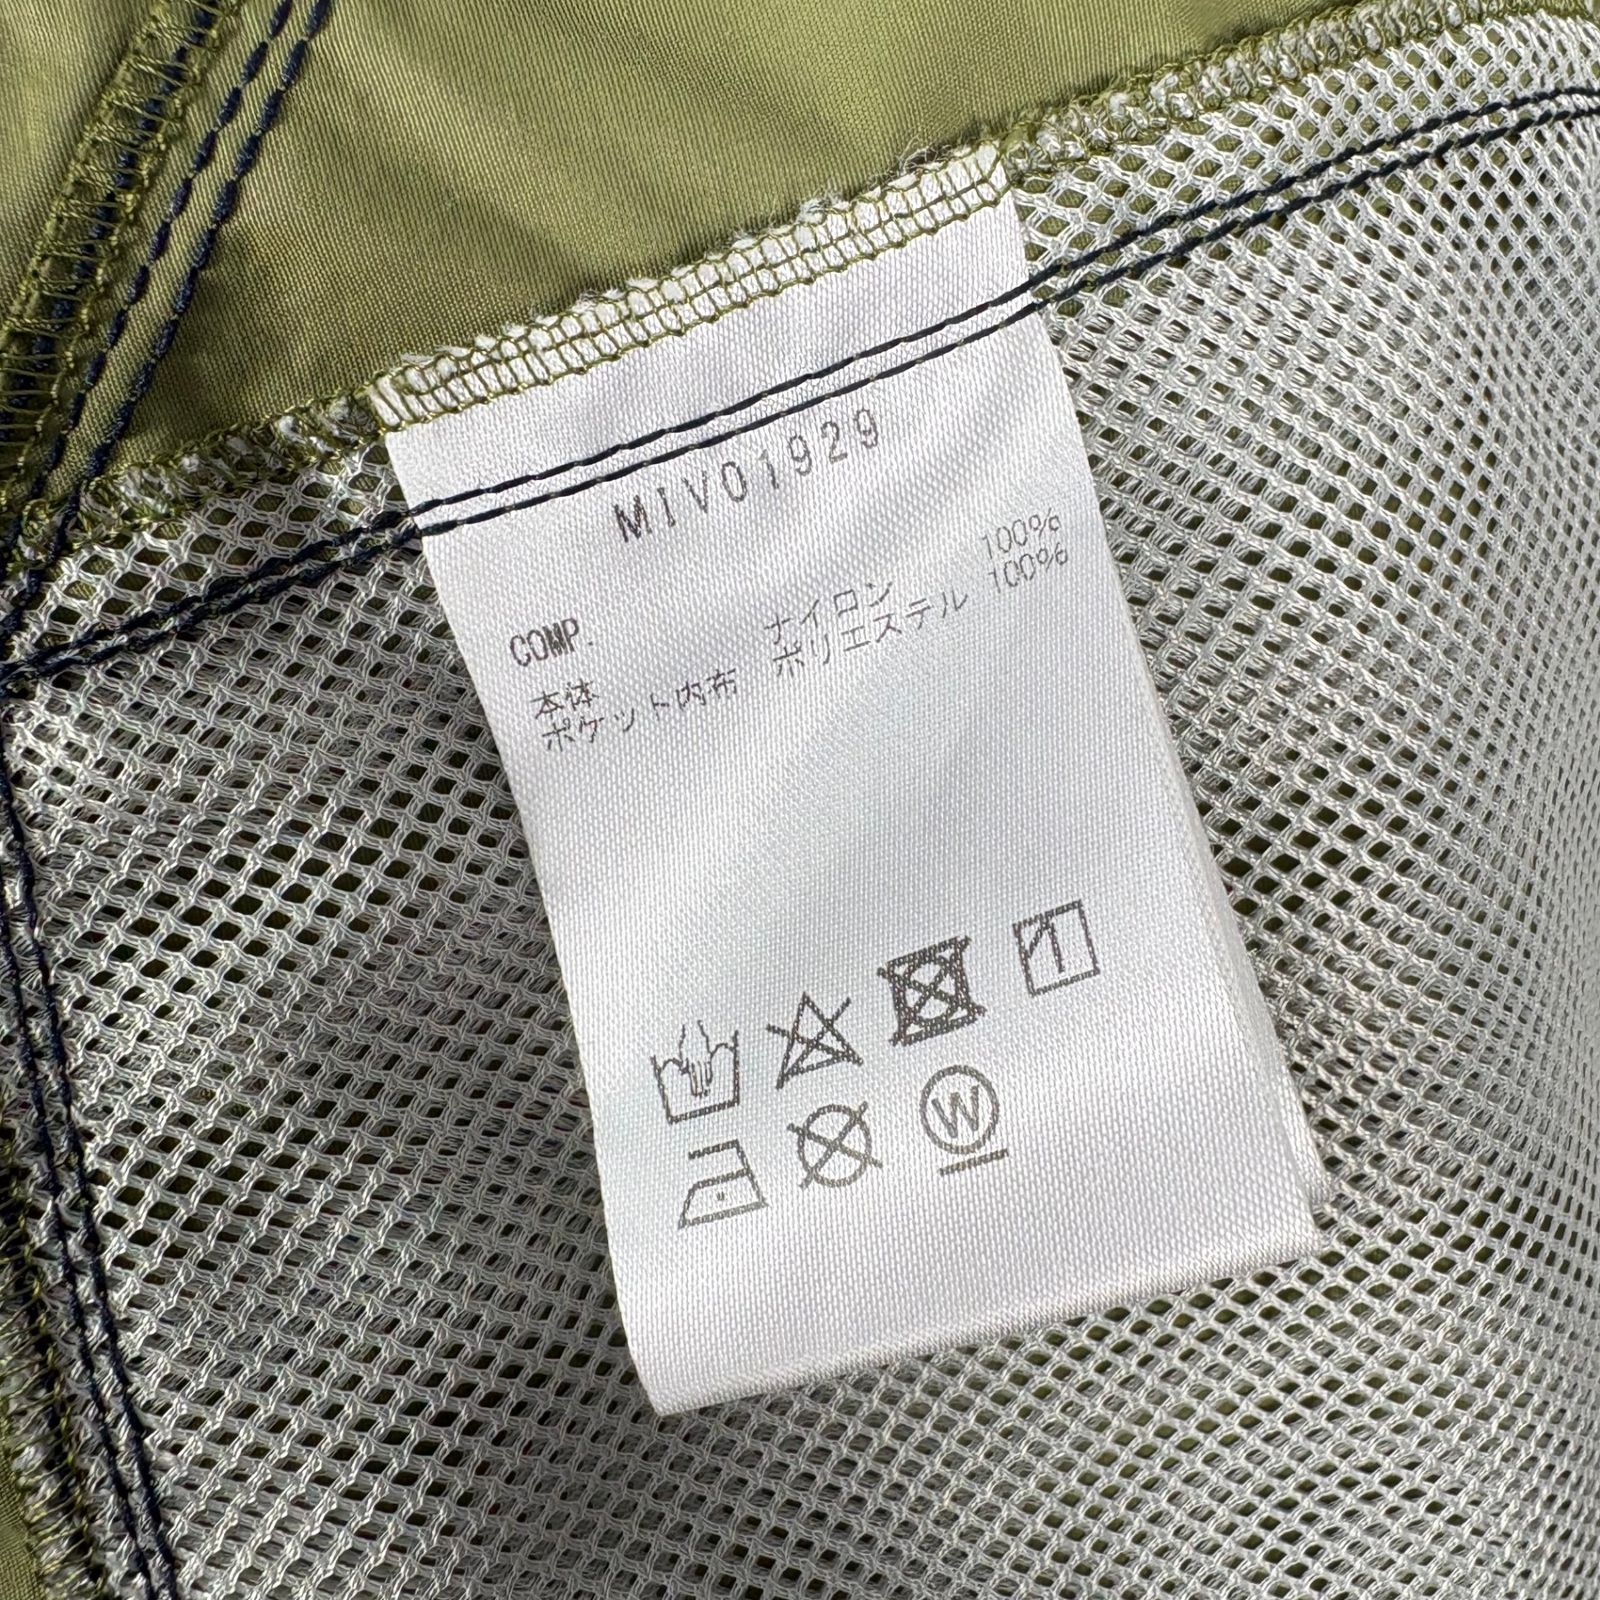 MIV01929
COMP.
本体 ナイロン 100%
ポケット内布 ポリエステル 100%
W